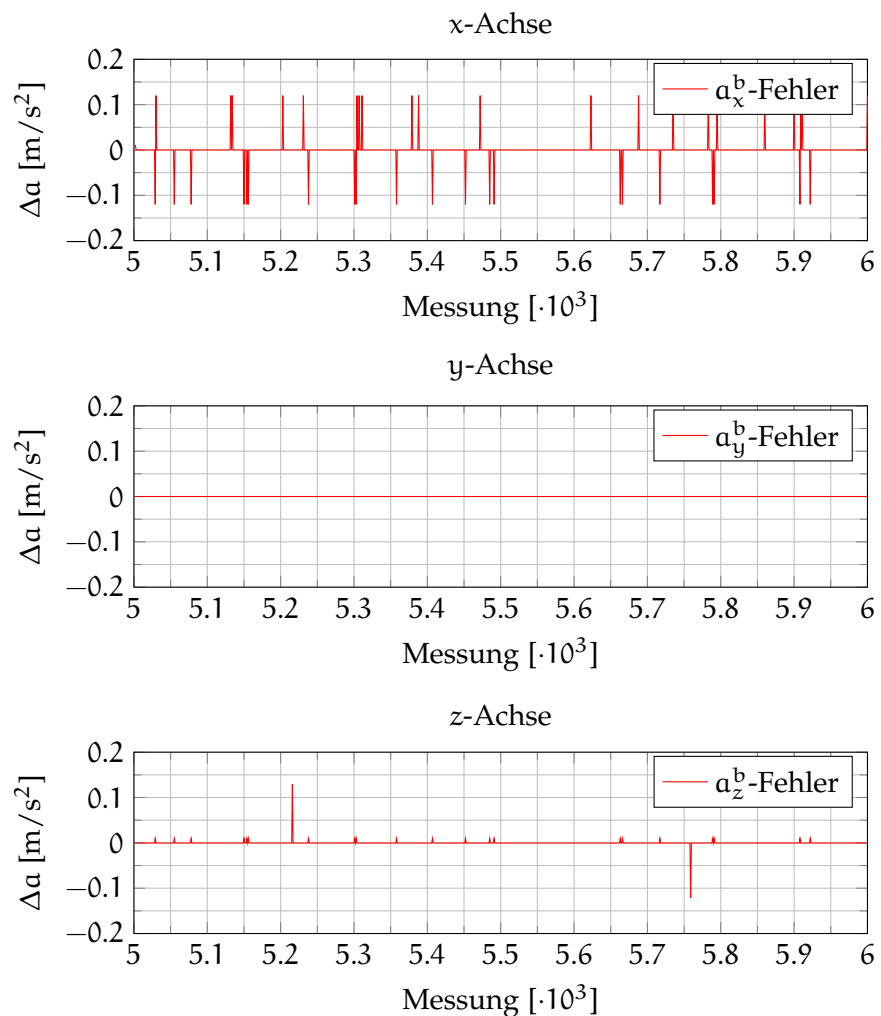 x-Achse
0.2
0.1
0
−0.1
−0.2
Δa [m/s²]
a_x^b-Fehler
5 5.1 5.2 5.3 5.4 5.5 5.6 5.7 5.8 5.9 6
Messung [·10³]
y-Achse
0.2
0.1
0
−0.1
−0.2
Δa [m/s²]
a_y^b-Fehler
5 5.1 5.2 5.3 5.4 5.5 5.6 5.7 5.8 5.9 6
Messung [·10³]
z-Achse
0.2
0.1
0
−0.1
−0.2
Δa [m/s²]
a_z^b-Fehler
5 5.1 5.2 5.3 5.4 5.5 5.6 5.7 5.8 5.9 6
Messung [·10³]